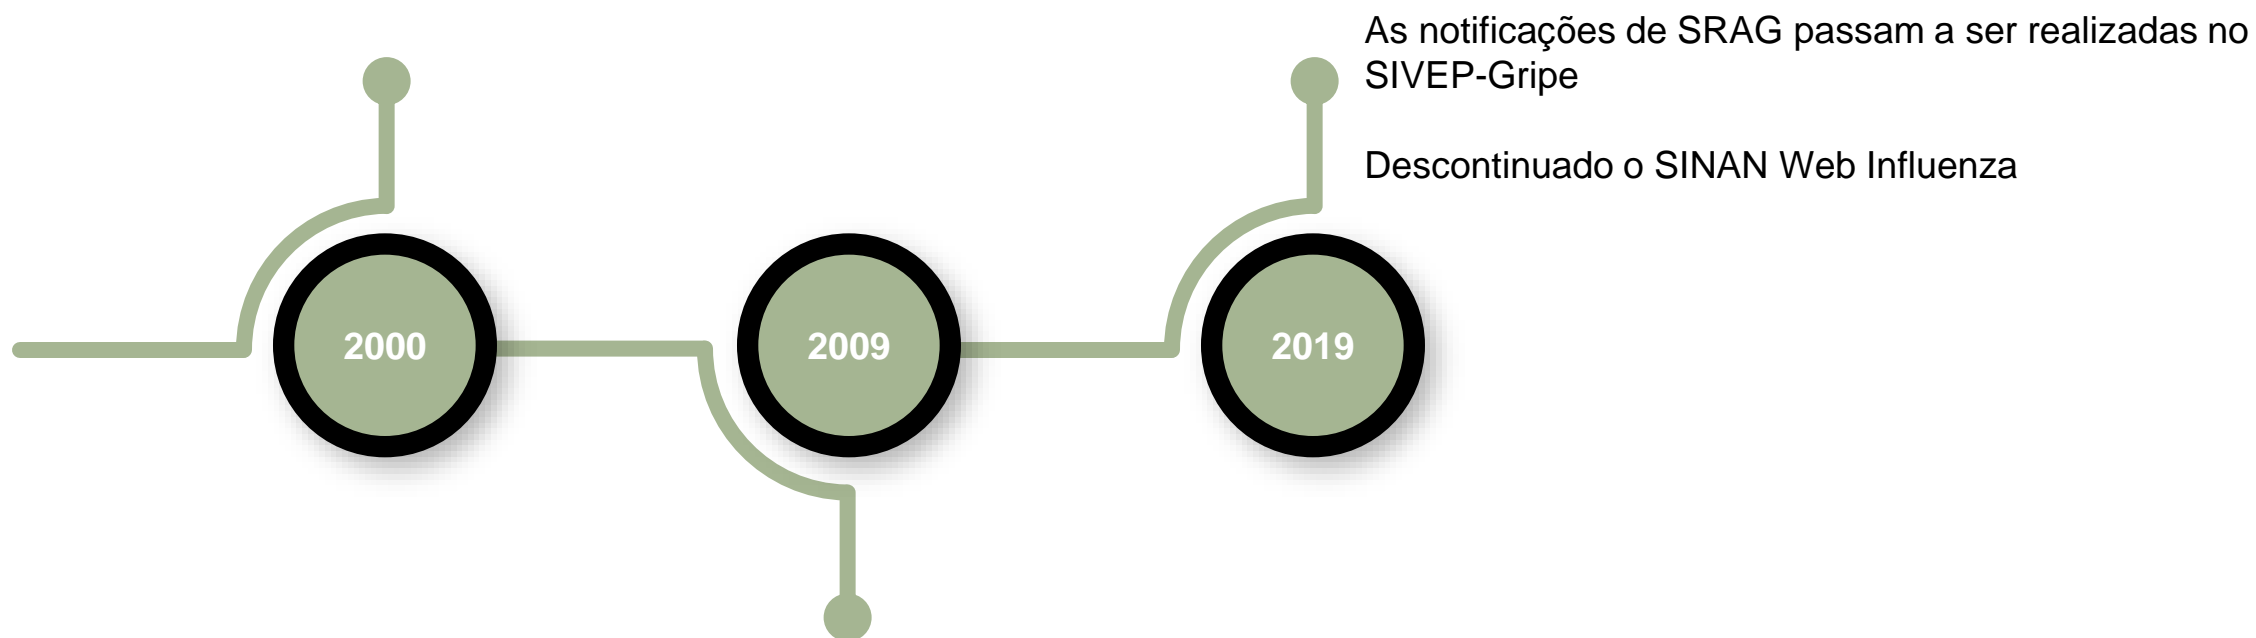 As notificações de SRAG passam a ser realizadas no
SIVEP-Gripe
Descontinuado o SINAN Web Influenza
2000
2009
2019